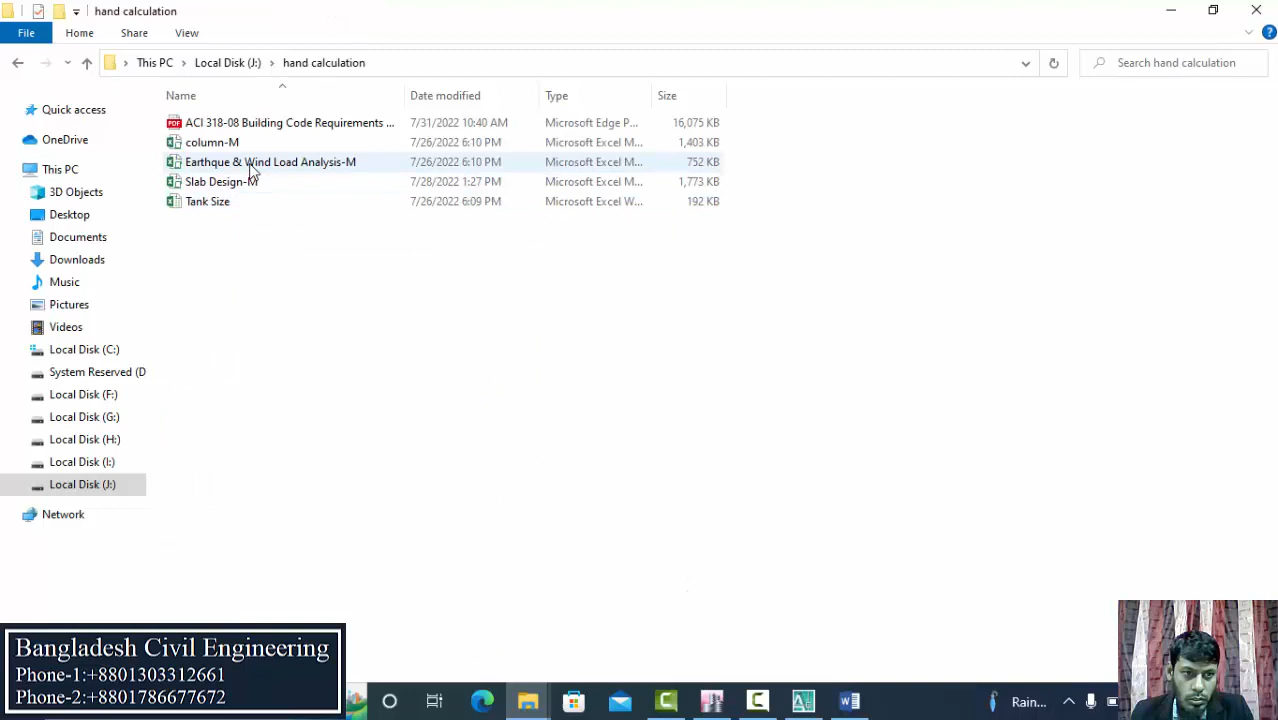 hand calculation
File Home Share View
This PC Local Disk (J:) hand calculation Search hand calculation
Name Date modified Type Size
Quick access
OneDrive
This PC
3D Objects
Desktop
Documents
Downloads
Music
Pictures
Videos
Local Disk (C:)
System Reserved (D
Local Disk (F:)
Local Disk (G:)
Local Disk (H:)
Local Disk (I:)
Local Disk (J:)
Network
PDF ACI 318-08 Building Code Requirements ... 7/31/2022 10:40 AM Microsoft Edge P... 16,075 KB
column-M 7/26/2022 6:10 PM Microsoft Excel M... 1,403 KB
Earthque & Wind Load Analysis-M 7/26/2022 6:10 PM Microsoft Excel M... 752 KB
Slab Design-M 7/28/2022 1:27 PM Microsoft Excel M... 1,773 KB
Tank Size 7/26/2022 6:09 PM Microsoft Excel W... 192 KB
Bangladesh Civil Engineering
Phone-1:+8801303312661
Phone-2:+8801786677672
Rain...